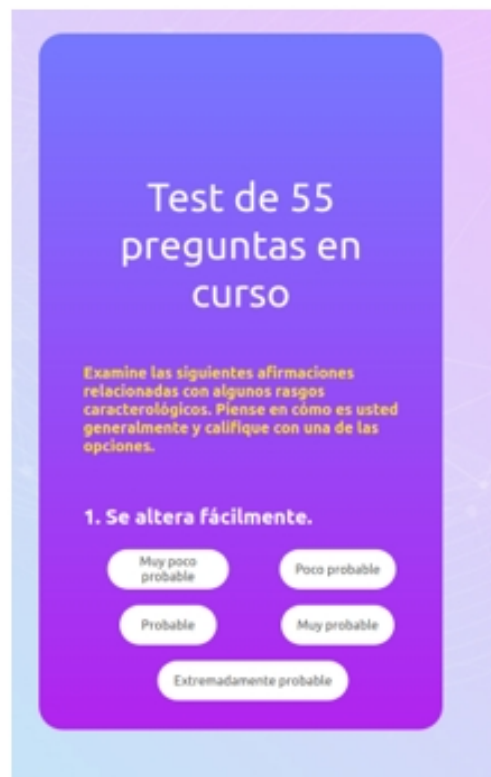 Test de 55
preguntas en
curso
Examine las siguientes afirmaciones
relacionadas con algunos rasgos
caracterológicos. Piense en cómo es usted
generalmente y califique con una de las
opciones.
1. Se altera fácilmente.
Muy poco
probable
Poco probable
Probable
Muy probable
Extremadamente probable